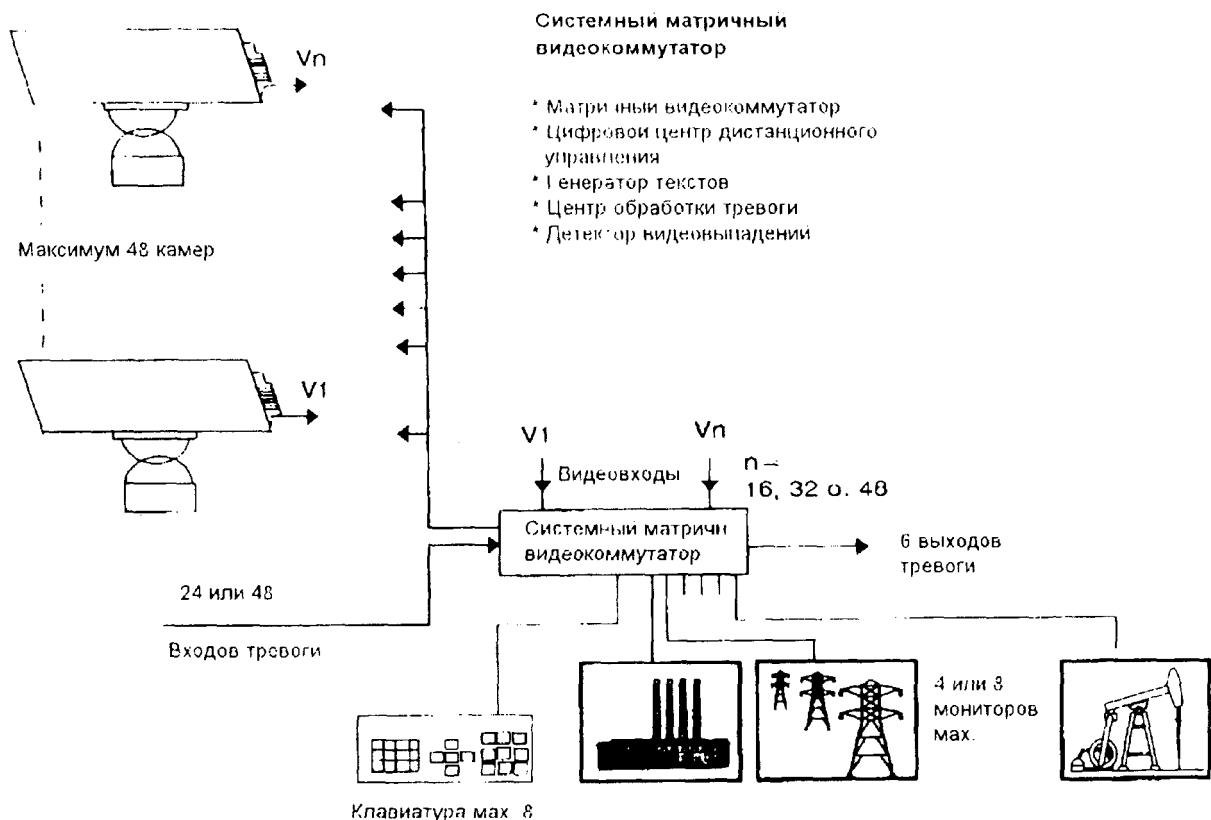 Системный матричный
видеокоммутатор
* Матричный видеокоммутатор
* Цифровой центр дистанционного
управления
* Генератор текстов
* Центр обработки тревоги
* Детектор видеовыпадений
Vn
Максимум 48 камер
V1
V1
Vn
Видеовходы
n =
16, 32 о. 48
Системный матричн
видеокоммутатор
6 выходов
тревоги
24 или 48
Входов тревоги
4 или 8
мониторов
мах.
Клавиатура мах 8